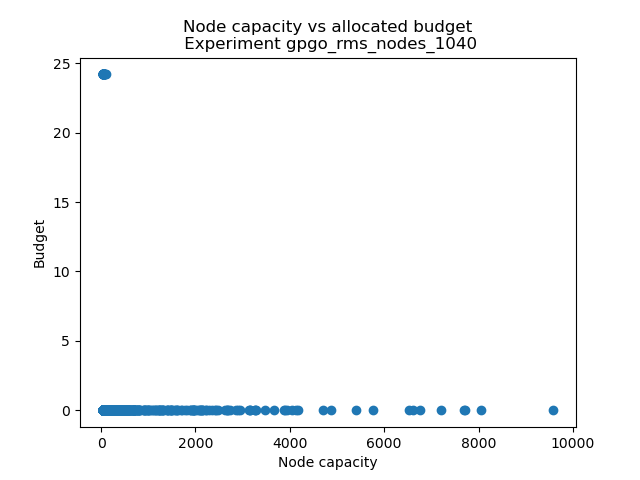 Node capacity vs allocated budget
Experiment gpgo_rms_nodes_1040
25
20
15
10
5
0
Budget
0 2000 4000 6000 8000 10000
Node capacity